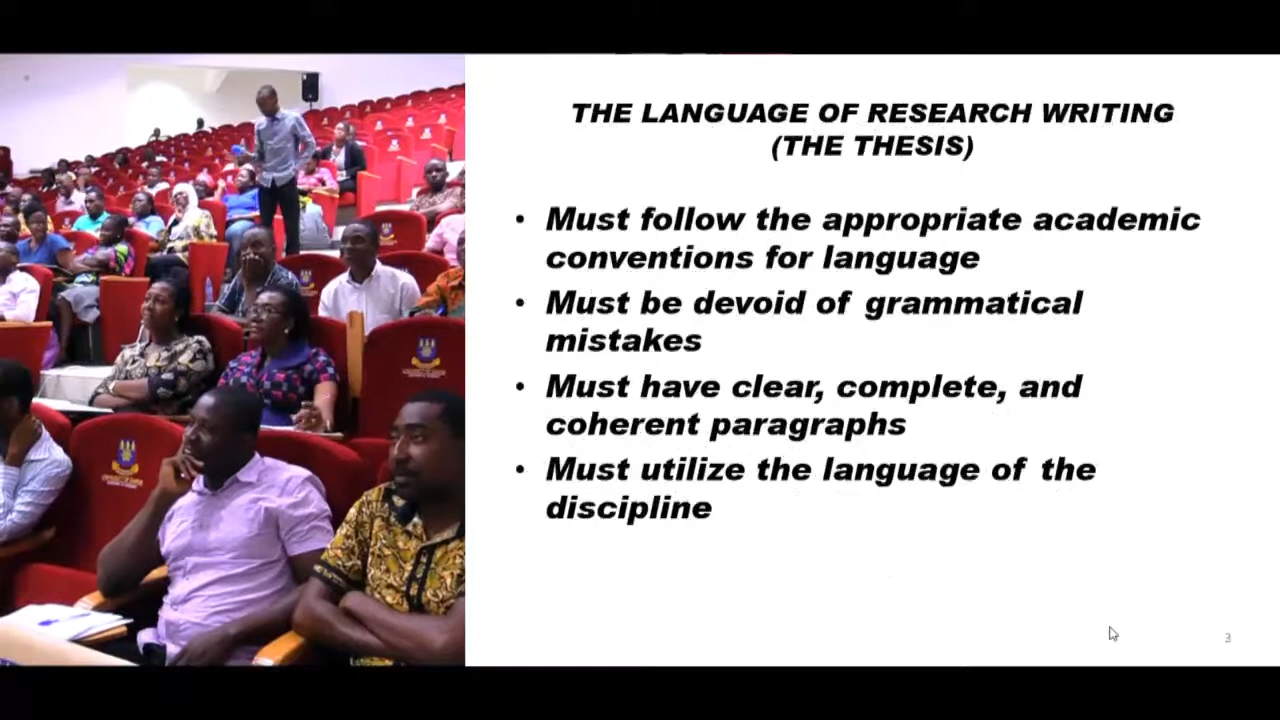 THE LANGUAGE OF RESEARCH WRITING
(THE THESIS)
• Must follow the appropriate academic
conventions for language
• Must be devoid of grammatical
mistakes
• Must have clear, complete, and
coherent paragraphs
• Must utilize the language of the
discipline
3